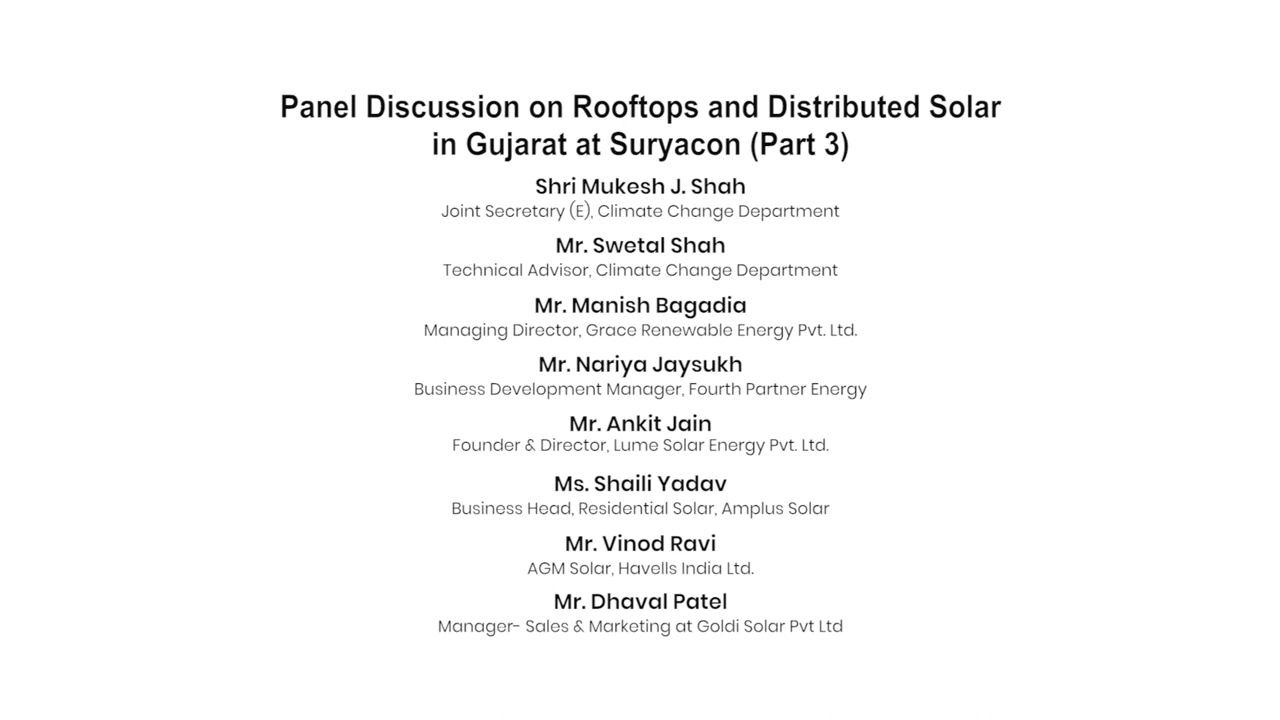 Panel Discussion on Rooftops and Distributed Solar
in Gujarat at Suryacon (Part 3)
Shri Mukesh J. Shah
Joint Secretary (E), Climate Change Department
Mr. Swetal Shah
Technical Advisor, Climate Change Department
Mr. Manish Bagadia
Managing Director, Grace Renewable Energy Pvt. Ltd.
Mr. Nariya Jaysukh
Business Development Manager, Fourth Partner Energy
Mr. Ankit Jain
Founder & Director, Lume Solar Energy Pvt. Ltd.
Ms. Shaili Yadav
Business Head, Residential Solar, Amplus Solar
Mr. Vinod Ravi
AGM Solar, Havells India Ltd.
Mr. Dhaval Patel
Manager- Sales & Marketing at Goldi Solar Pvt Ltd